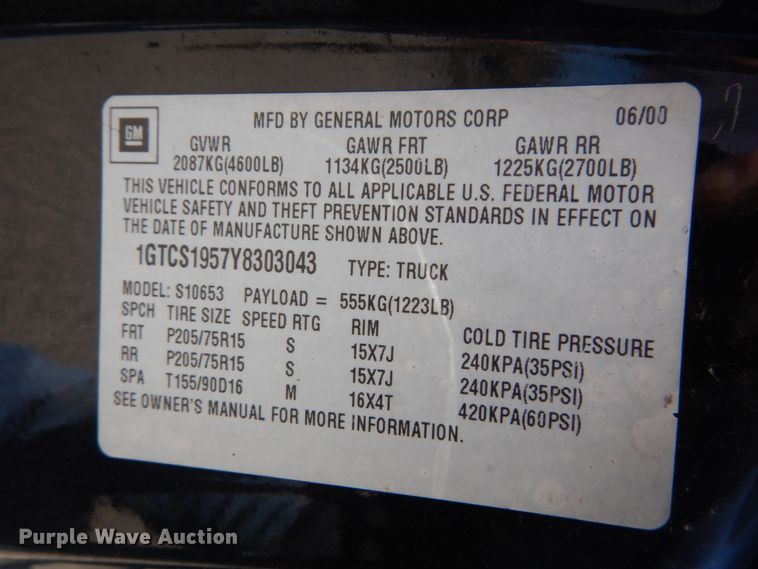 GM
MFD BY GENERAL MOTORS CORP 06/00
GVWR GAWR FRT GAWR RR
2087KG(4600LB) 1134KG(2500LB) 1225KG(2700LB)
THIS VEHICLE CONFORMS TO ALL APPLICABLE U.S. FEDERAL MOTOR
VEHICLE SAFETY AND THEFT PREVENTION STANDARDS IN EFFECT ON
THE DATE OF MANUFACTURE SHOWN ABOVE.
1GTCS1957Y8303043 TYPE: TRUCK
MODEL: S10653 PAYLOAD = 555KG(1223LB)
SPCH TIRE SIZE SPEED RTG RIM COLD TIRE PRESSURE
FRT P205/75R15 S 15X7J 240KPA(35PSI)
RR P205/75R15 S 15X7J 240KPA(35PSI)
SPA T155/90D16 M 16X4T 420KPA(60PSI)
SEE OWNER'S MANUAL FOR MORE INFORMATION.
Purple Wave Auction